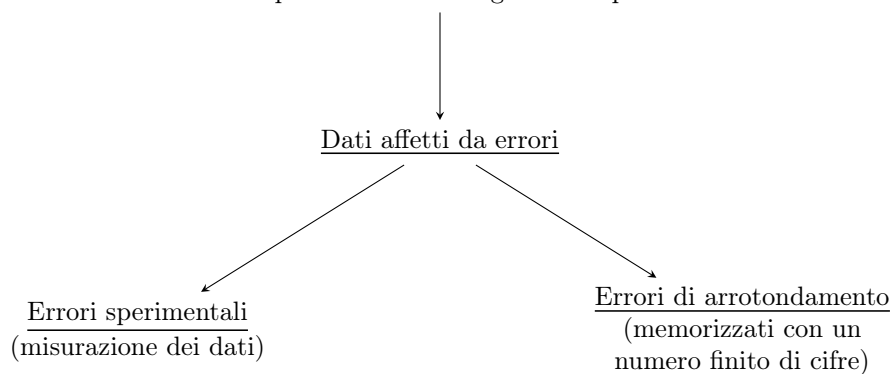 Dati affetti da errori
Errori sperimentali
(misurazione dei dati)
Errori di arrotondamento
(memorizzati con un
numero finito di cifre)